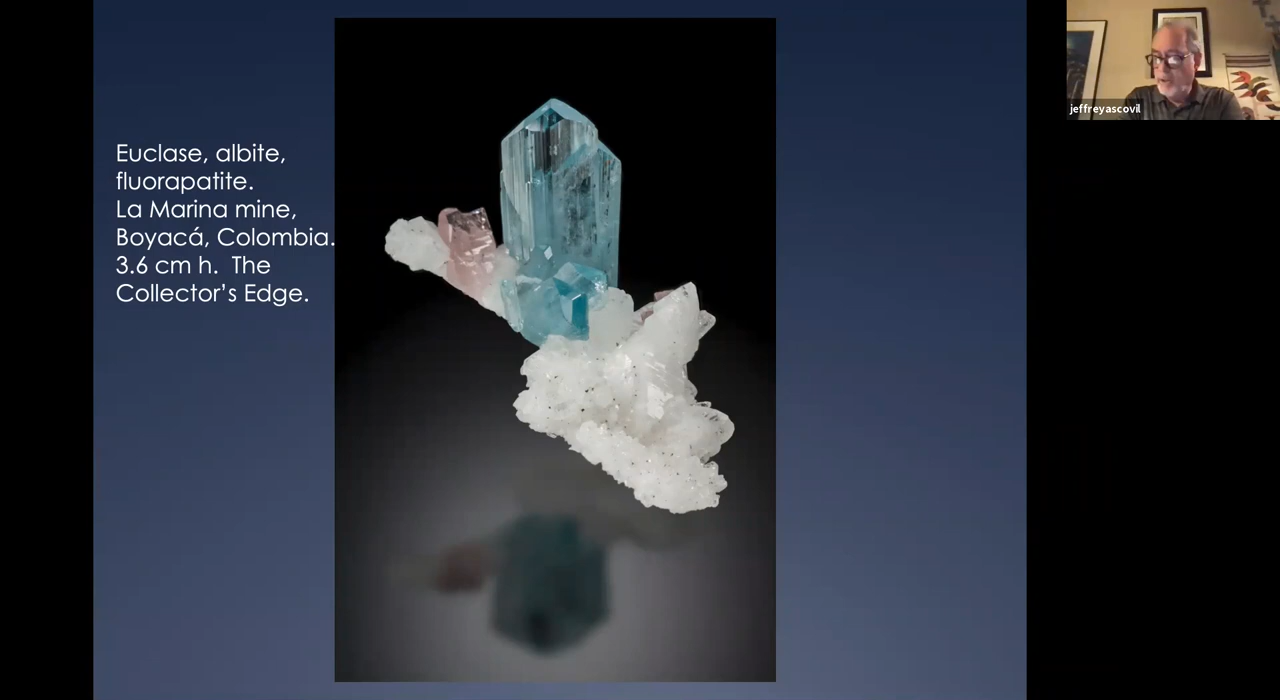 Euclase, albite,
fluorapatite.
La Marina mine,
Boyacá, Colombia.
3.6 cm h.  The
Collector’s Edge.
jeffreyascovil